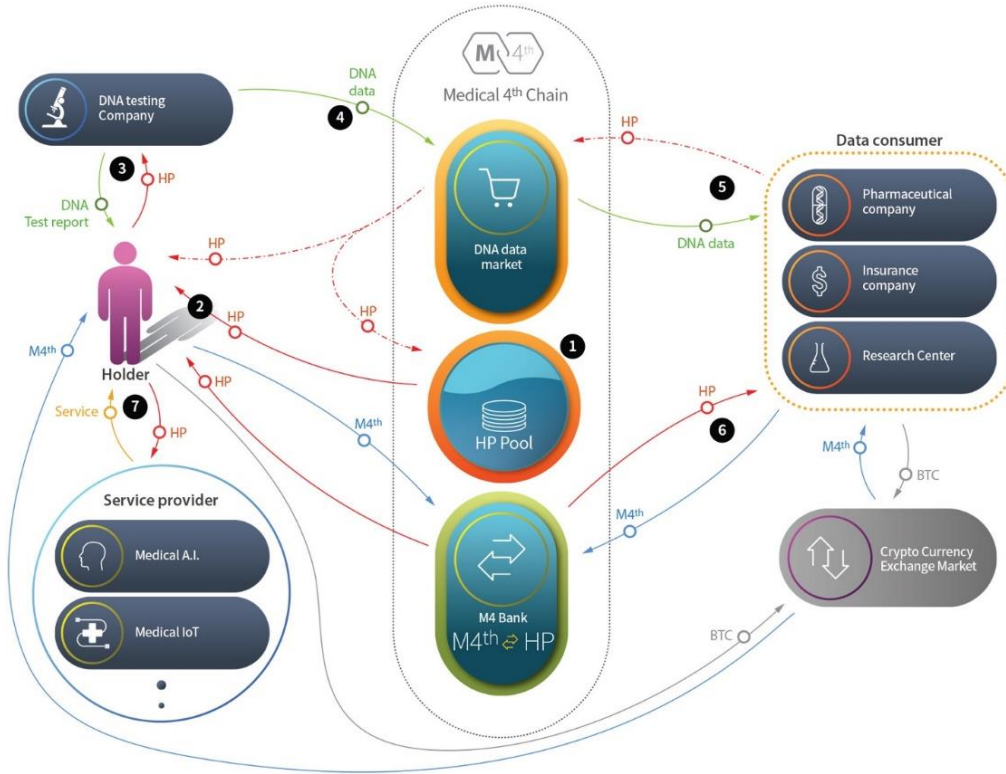 M 4th
Medical 4th Chain
DNA testing
Company
DNA
data
4
3
HP
DNA
Test report
HP
DNA data
market
HP
5
DNA data
Data consumer
Pharmaceutical
company
Insurance
company
Research Center
HP
2
HP
HP
1
HP Pool
M4th
Holder
HP
Service
7
HP
M4th
HP
6
M4th
M4th
BTC
Service provider
Medical A.I.
Medical IoT
M4 Bank
M4th ⇄ HP
Crypto Currency
Exchange Market
BTC